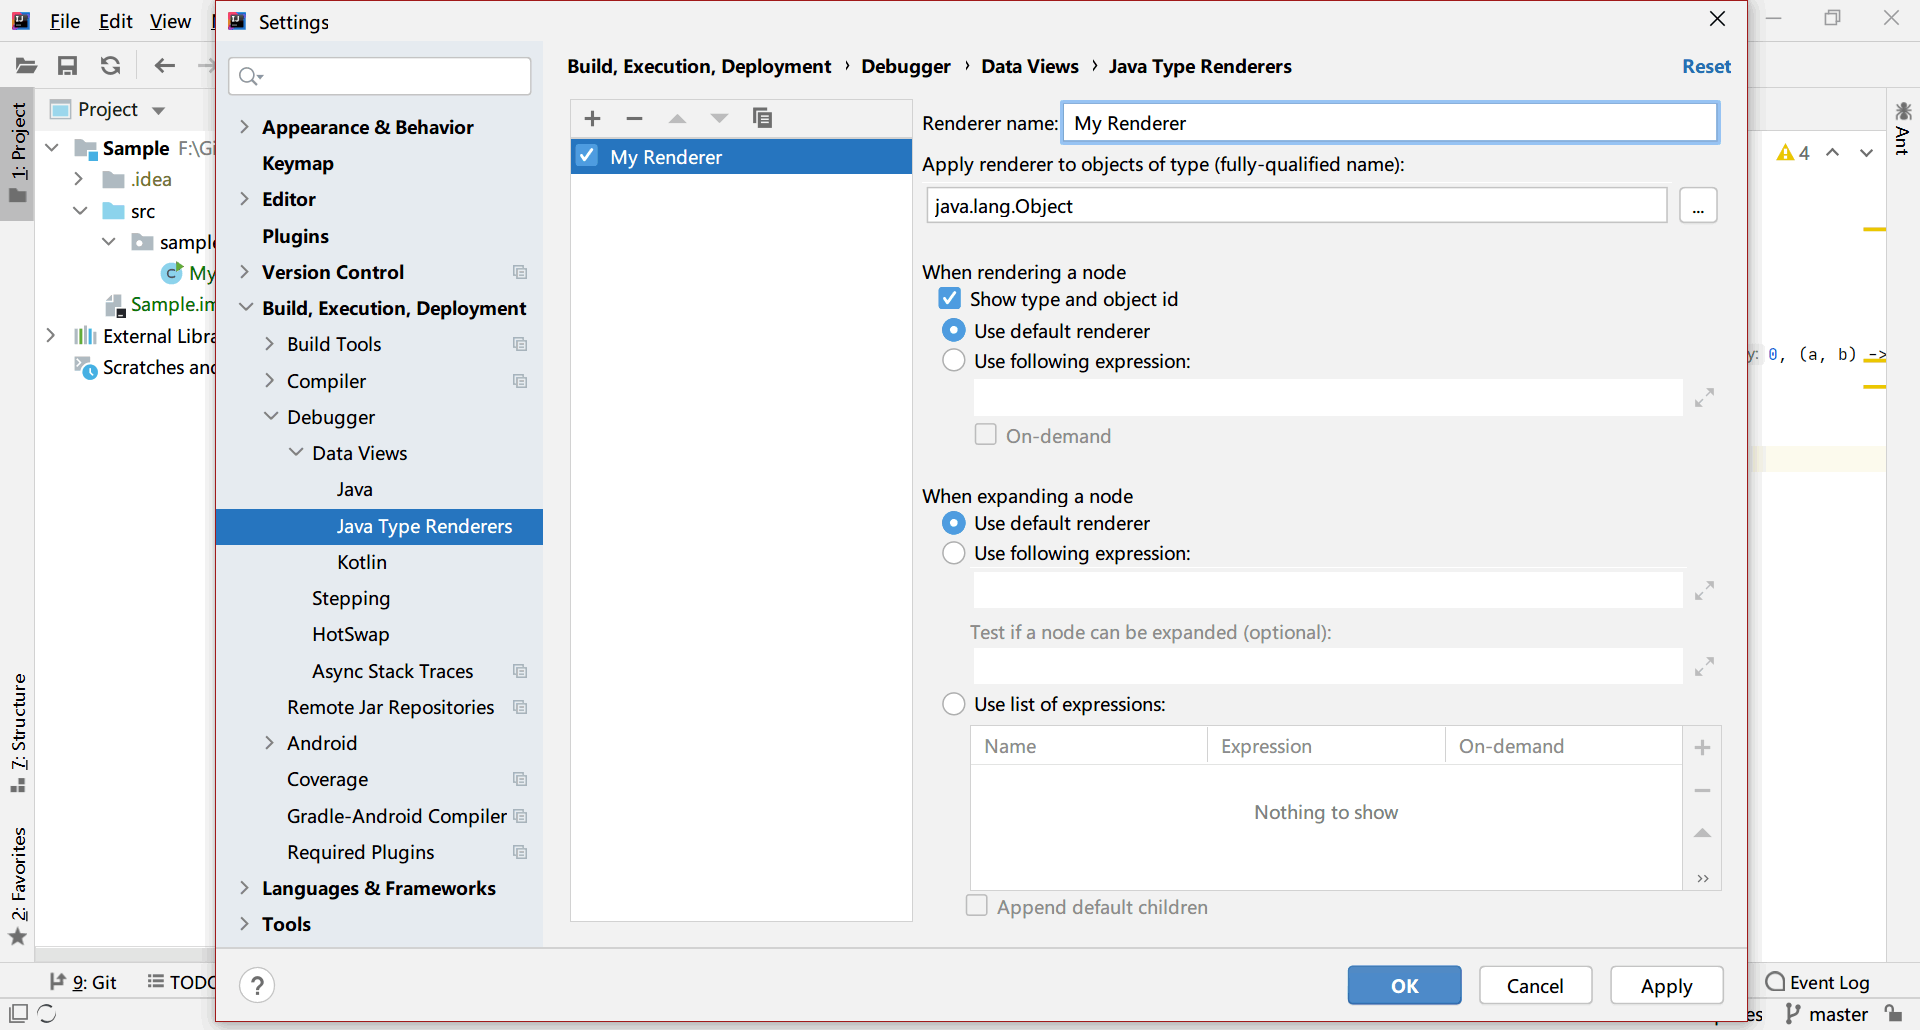 File Edit View
Settings
Build, Execution, Deployment › Debugger › Data Views › Java Type Renderers
Reset
1: Project
7: Structure
2: Favorites
Project
Sample F:\Gi
.idea
src
sample
My
Sample.im
External Libra
Scratches and
Appearance & Behavior
Keymap
Editor
Plugins
Version Control
Build, Execution, Deployment
Build Tools
Compiler
Debugger
Data Views
Java
Java Type Renderers
Kotlin
Stepping
HotSwap
Async Stack Traces
Remote Jar Repositories
Android
Coverage
Gradle-Android Compiler
Required Plugins
Languages & Frameworks
Tools
My Renderer
Renderer name: My Renderer
Apply renderer to objects of type (fully-qualified name):
java.lang.Object
...
When rendering a node
Show type and object id
Use default renderer
Use following expression:
On-demand
When expanding a node
Use default renderer
Use following expression:
Test if a node can be expanded (optional):
Use list of expressions:
Name Expression On-demand
Nothing to show
Append default children
?
OK
Cancel
Apply
4
Ant
y: 0, (a, b) ->
9: Git
TODO
Event Log
es
master